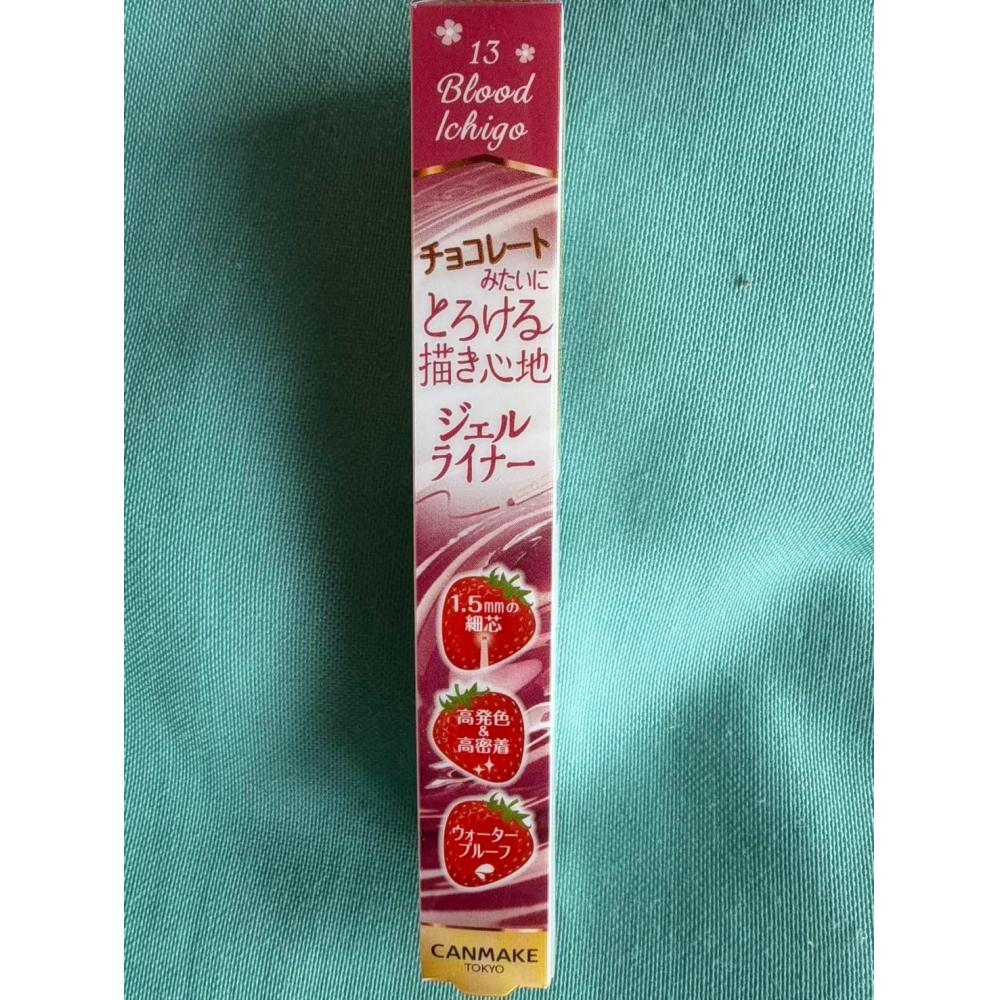 13
Blood
Ichigo
チョコレート
みたいに
とろける
描き心地
ジェル
ライナー
1.5mmの
細芯
高発色
&
高密着
ウォーター
プルーフ
CANMAKE
TOKYO